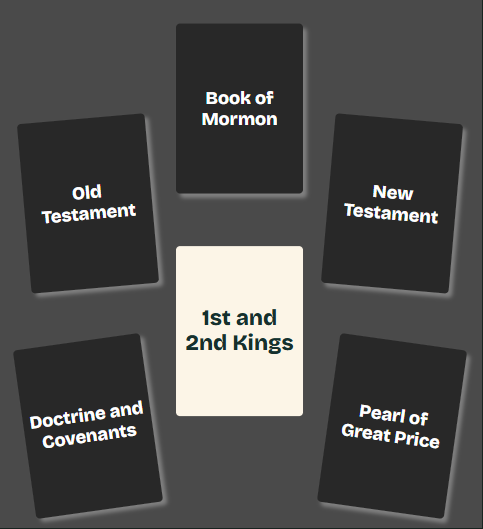 Book of
Mormon
Old
Testament
New
Testament
1st and
2nd Kings
Doctrine and
Covenants
Pearl of
Great Price